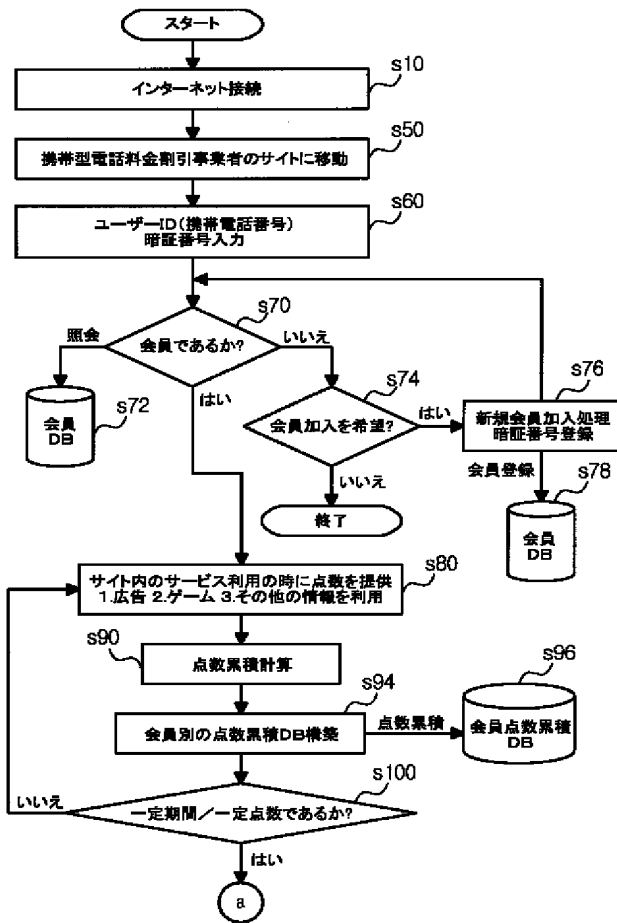 スタート
s10
インターネット接続
s50
携帯型電話料金割引事業者のサイトに移動
s60
ユーザーID(携帯電話番号)
暗証番号入力
s70
照会
会員であるか?
いいえ
s72
会員
DB
はい
s74
会員加入を希望?
はい
s76
新規会員加入処理
暗証番号登録
いいえ
終了
会員登録
s78
会員
DB
s80
サイト内のサービス利用の時に点数を提供
1.広告 2.ゲーム 3.その他の情報を利用
s90
点数累積計算
s94
会員別の点数累積DB構築
点数累積
s96
会員点数累積
DB
s100
いいえ
一定期間/一定点数であるか?
はい
a